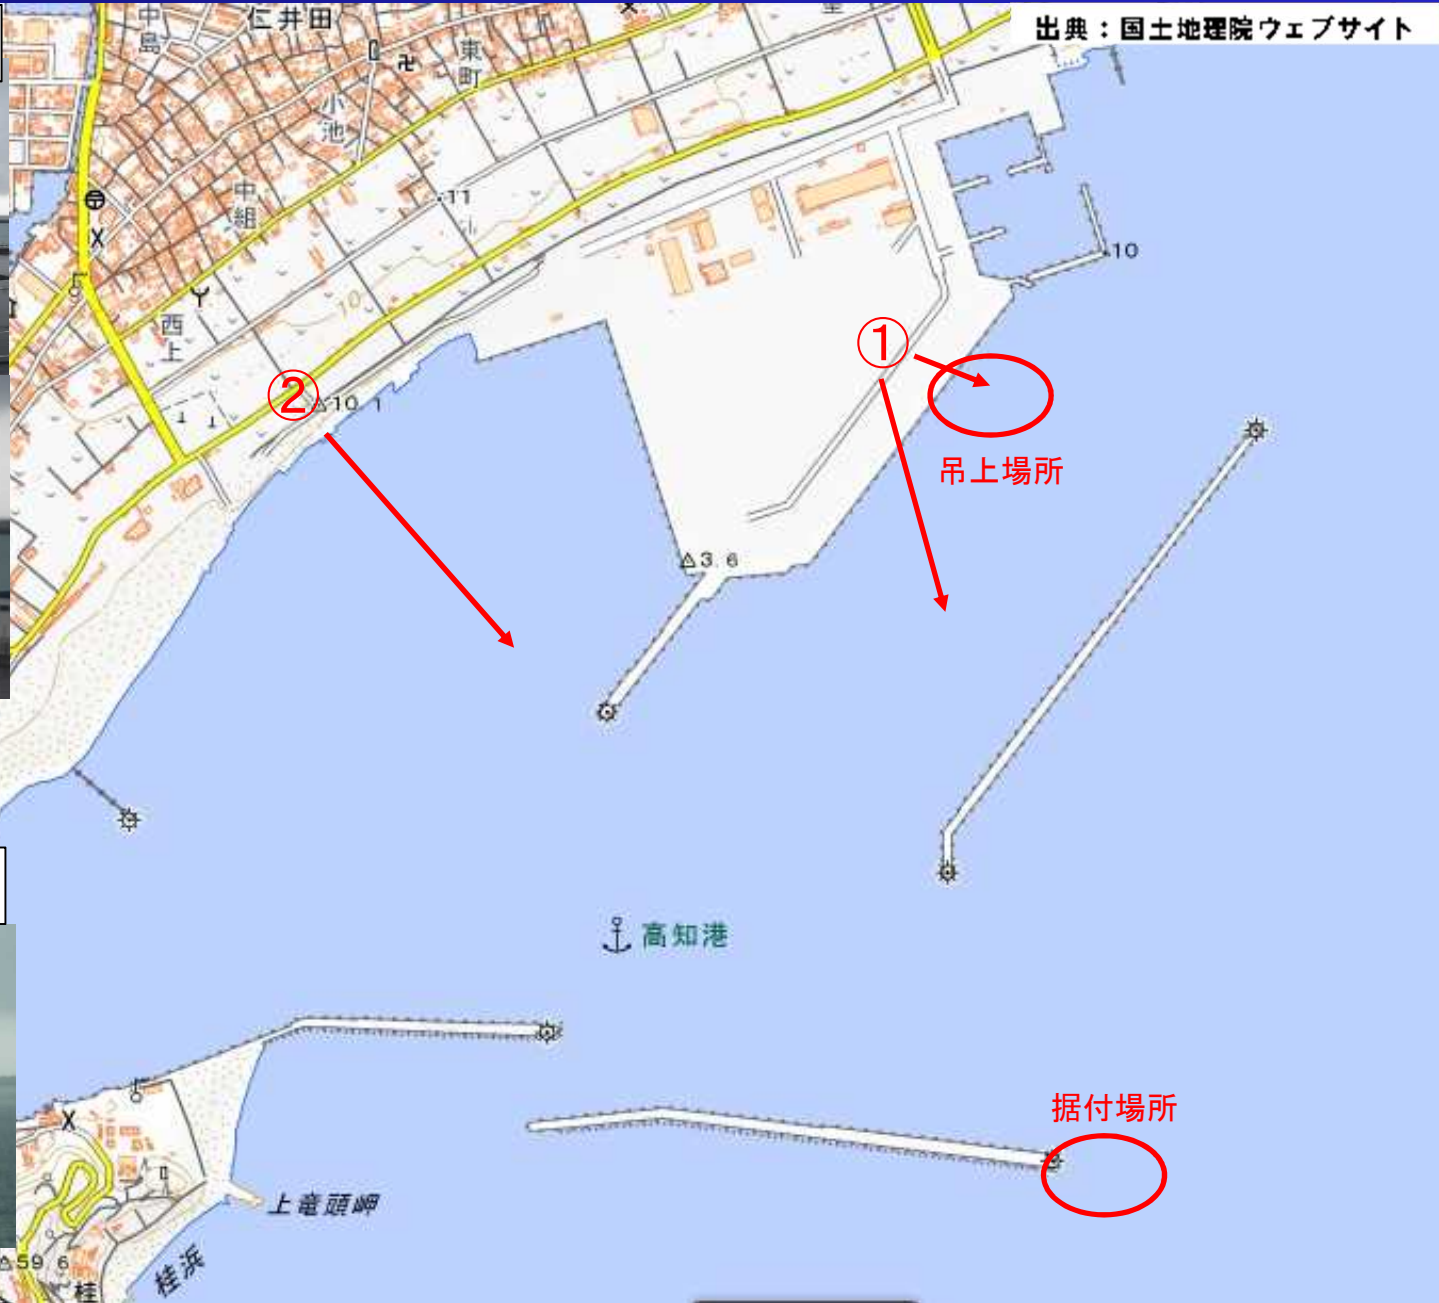 出典：国土地理院ウェブサイト
中島
仁井田
東町
小池
中組
11
10
10
西上
①
②
10.1
吊上場所
3.6
高知港
据付場所
上竜頭岬
桂浜
59.6
桂